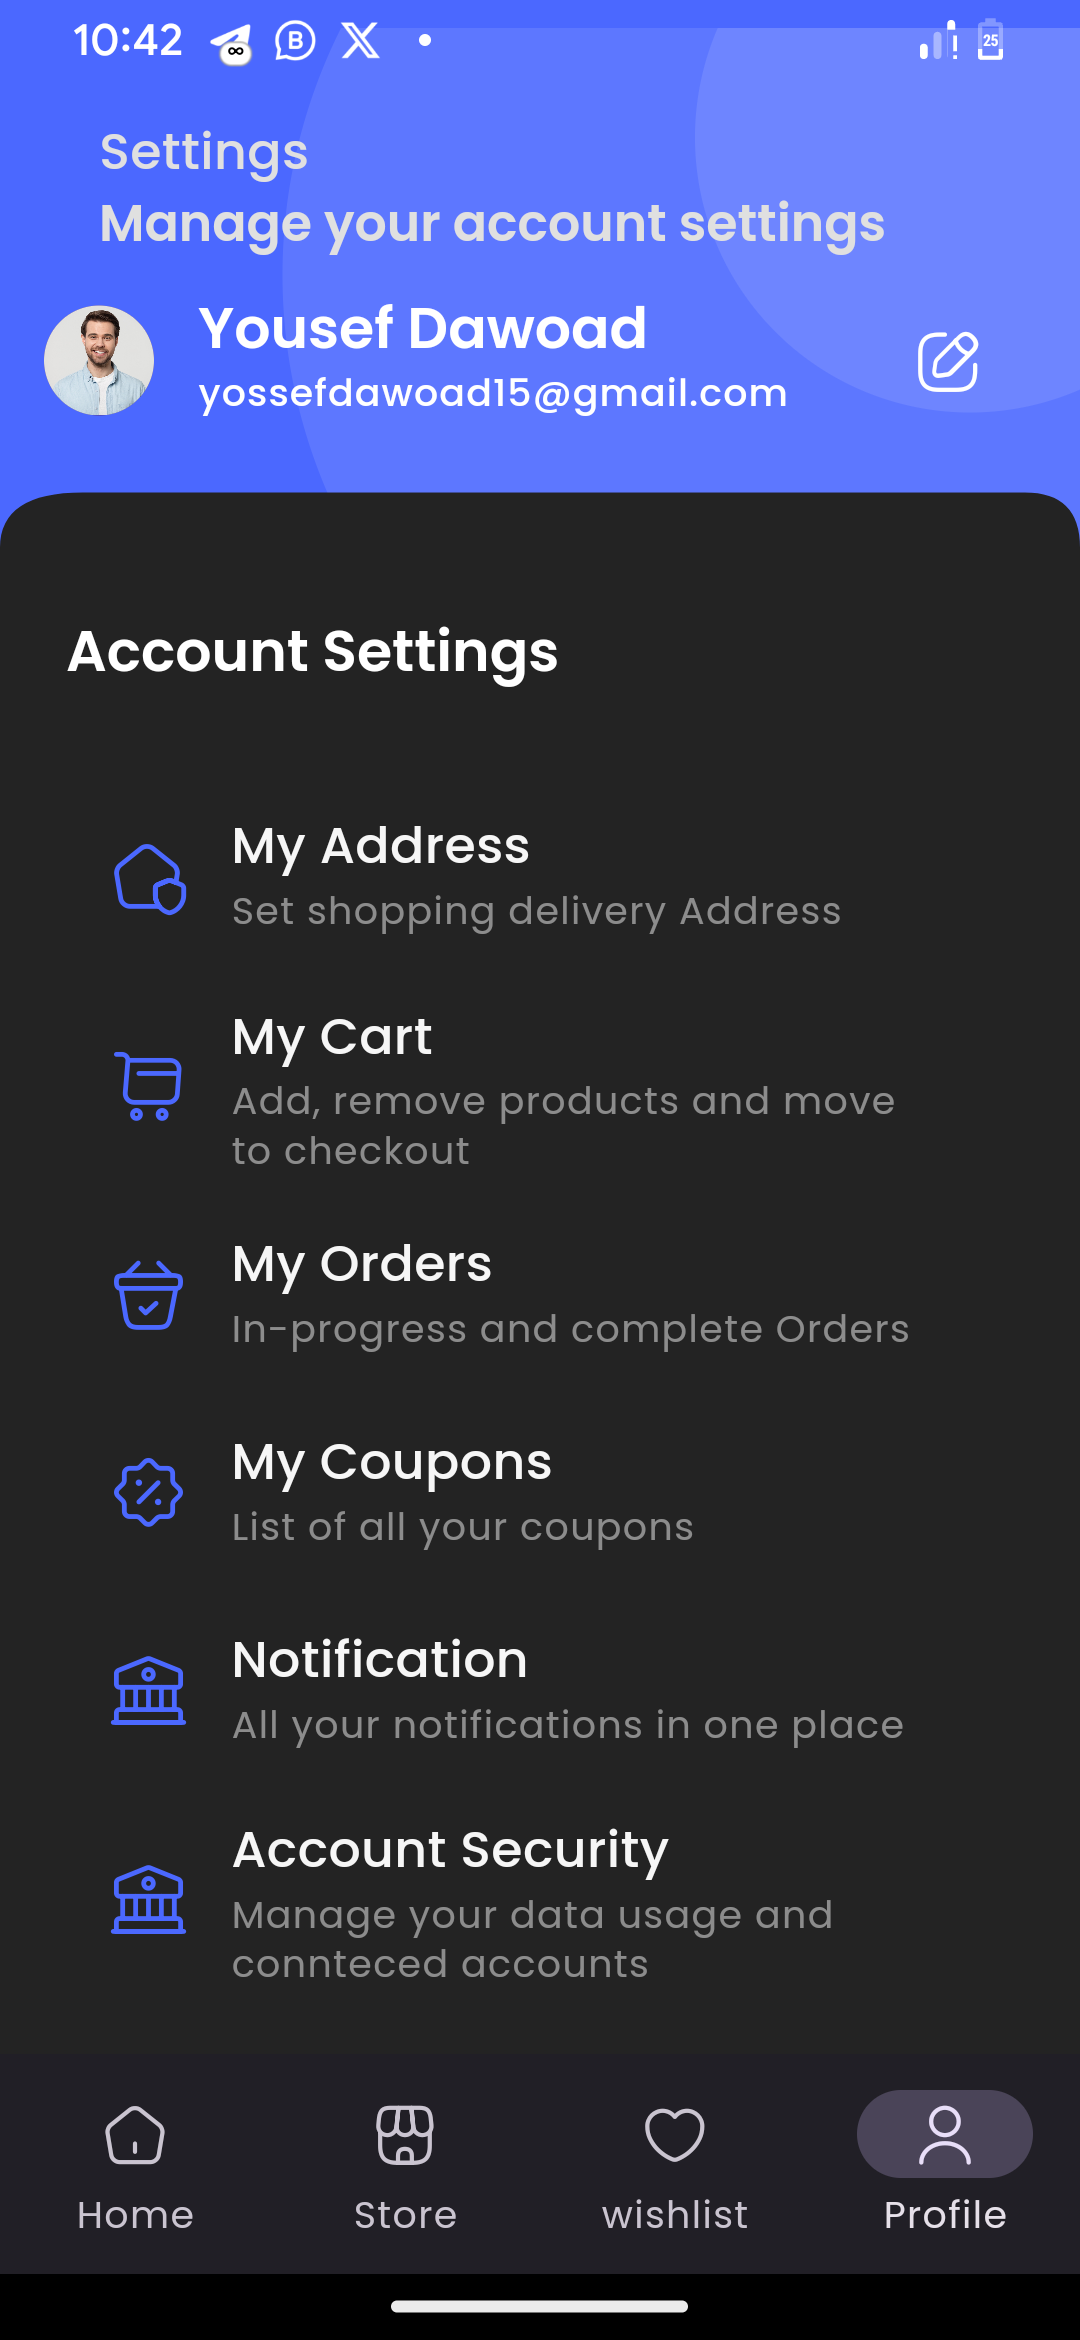 10:42
25
Settings
Manage your account settings
Yousef Dawoad
yossefdawoad15@gmail.com
Account Settings
My Address
Set shopping delivery Address
My Cart
Add, remove products and move
to checkout
My Orders
In-progress and complete Orders
My Coupons
List of all your coupons
Notification
All your notifications in one place
Account Security
Manage your data usage and
connteced accounts
Home
Store
wishlist
Profile